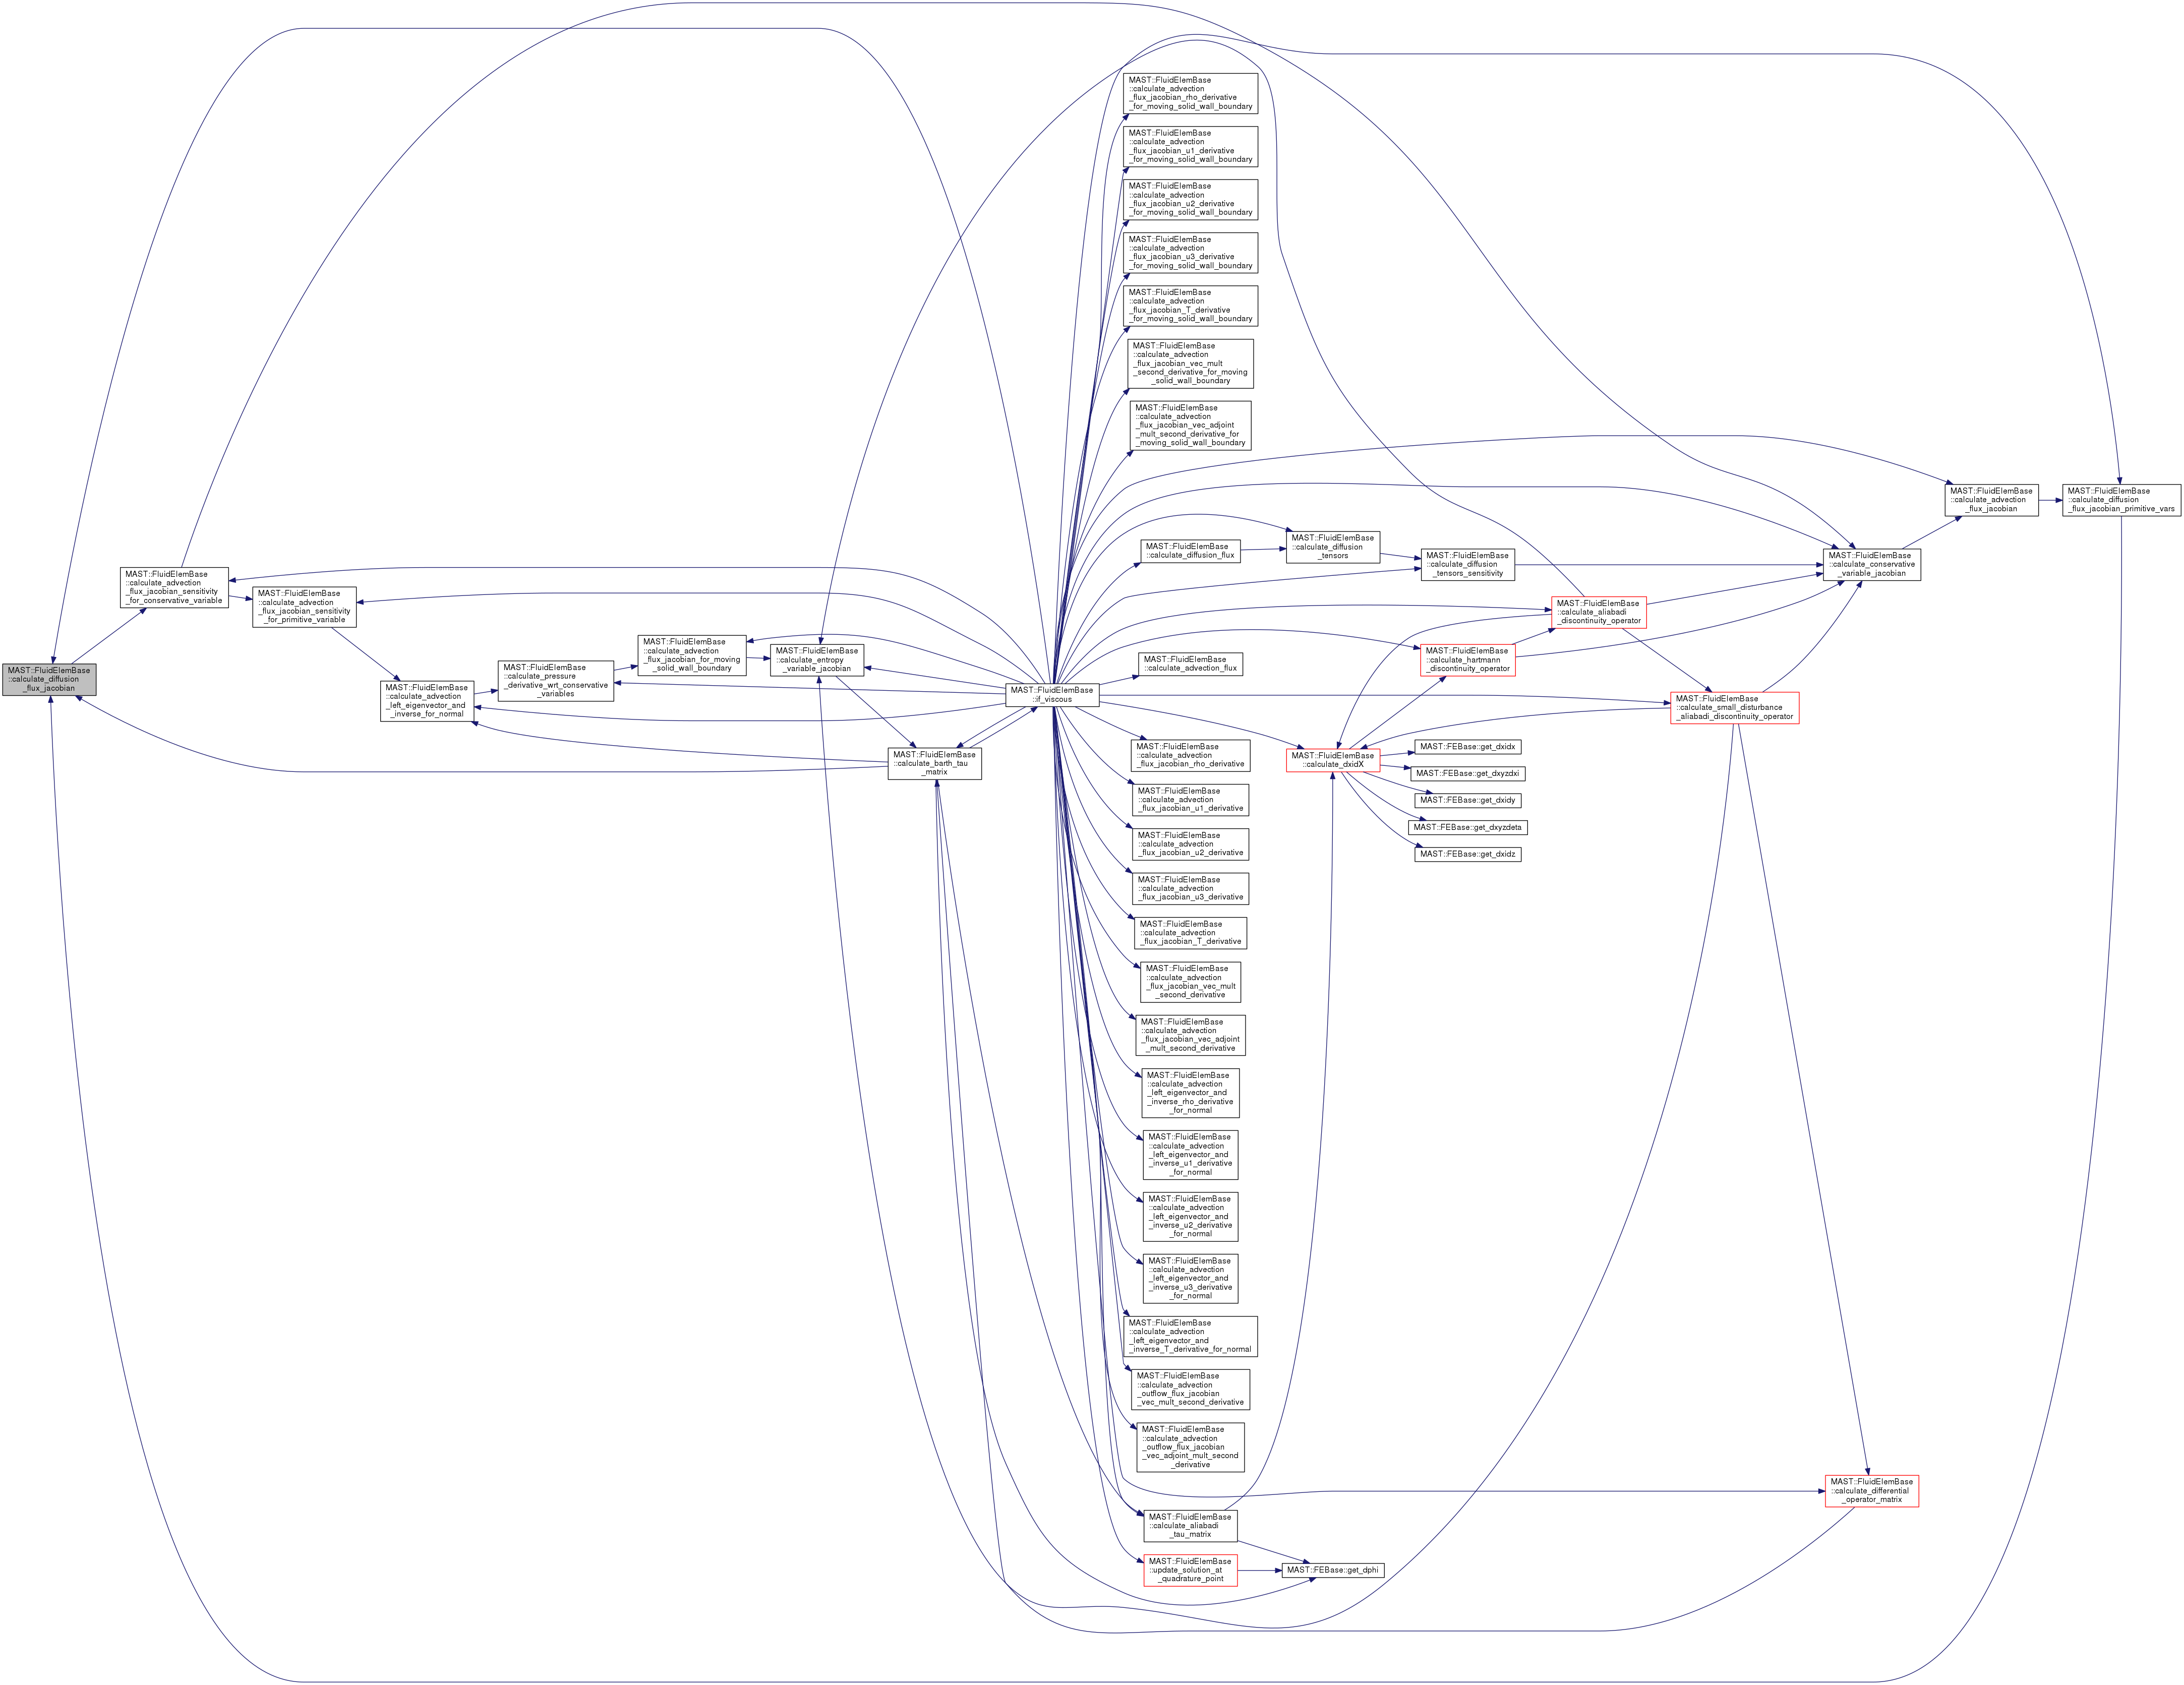 MAST::FluidElemBase
::calculate_diffusion
_flux_jacobian
MAST::FluidElemBase
::calculate_advection
_flux_jacobian_sensitivity
_for_conservative_variable
MAST::FluidElemBase
::calculate_advection
_flux_jacobian_sensitivity
_for_primitive_variable
MAST::FluidElemBase
::calculate_advection
_left_eigenvector_and
_inverse_for_normal
MAST::FluidElemBase
::calculate_pressure
_derivative_wrt_conservative
_variables
MAST::FluidElemBase
::calculate_advection
_flux_jacobian_for_moving
_solid_wall_boundary
MAST::FluidElemBase
::calculate_entropy
_variable_jacobian
MAST::FluidElemBase
::calculate_barth_tau
_matrix
MAST::FluidElemBase
::if_viscous
MAST::FluidElemBase
::calculate_advection
_flux_jacobian_rho_derivative
_for_moving_solid_wall_boundary
MAST::FluidElemBase
::calculate_advection
_flux_jacobian_u1_derivative
_for_moving_solid_wall_boundary
MAST::FluidElemBase
::calculate_advection
_flux_jacobian_u2_derivative
_for_moving_solid_wall_boundary
MAST::FluidElemBase
::calculate_advection
_flux_jacobian_u3_derivative
_for_moving_solid_wall_boundary
MAST::FluidElemBase
::calculate_advection
_flux_jacobian_T_derivative
_for_moving_solid_wall_boundary
MAST::FluidElemBase
::calculate_advection
_flux_jacobian_vec_mult
_second_derivative_for_moving
_solid_wall_boundary
MAST::FluidElemBase
::calculate_advection
_flux_jacobian_vec_adjoint
_mult_second_derivative_for
_moving_solid_wall_boundary
MAST::FluidElemBase
::calculate_diffusion_flux
MAST::FluidElemBase
::calculate_advection_flux
MAST::FluidElemBase
::calculate_advection
_flux_jacobian_rho_derivative
MAST::FluidElemBase
::calculate_advection
_flux_jacobian_u1_derivative
MAST::FluidElemBase
::calculate_advection
_flux_jacobian_u2_derivative
MAST::FluidElemBase
::calculate_advection
_flux_jacobian_u3_derivative
MAST::FluidElemBase
::calculate_advection
_flux_jacobian_T_derivative
MAST::FluidElemBase
::calculate_advection
_flux_jacobian_vec_mult
_second_derivative
MAST::FluidElemBase
::calculate_advection
_flux_jacobian_vec_adjoint
_mult_second_derivative
MAST::FluidElemBase
::calculate_advection
_left_eigenvector_and
_inverse_rho_derivative
_for_normal
MAST::FluidElemBase
::calculate_advection
_left_eigenvector_and
_inverse_u1_derivative
_for_normal
MAST::FluidElemBase
::calculate_advection
_left_eigenvector_and
_inverse_u2_derivative
_for_normal
MAST::FluidElemBase
::calculate_advection
_left_eigenvector_and
_inverse_u3_derivative
_for_normal
MAST::FluidElemBase
::calculate_advection
_left_eigenvector_and
_inverse_T_derivative_for_normal
MAST::FluidElemBase
::calculate_advection
_outflow_flux_jacobian
_vec_mult_second_derivative
MAST::FluidElemBase
::calculate_advection
_outflow_flux_jacobian
_vec_adjoint_mult_second
_derivative
MAST::FluidElemBase
::calculate_aliabadi
_tau_matrix
MAST::FluidElemBase
::update_solution_at
_quadrature_point
MAST::FluidElemBase
::calculate_diffusion
_tensors
MAST::FluidElemBase
::calculate_dxidX
MAST::FEBase::get_dphi
MAST::FluidElemBase
::calculate_diffusion
_tensors_sensitivity
MAST::FluidElemBase
::calculate_hartmann
_discontinuity_operator
MAST::FEBase::get_dxidx
MAST::FEBase::get_dxyzdxi
MAST::FEBase::get_dxidy
MAST::FEBase::get_dxyzdeta
MAST::FEBase::get_dxidz
MAST::FluidElemBase
::calculate_aliabadi
_discontinuity_operator
MAST::FluidElemBase
::calculate_small_disturbance
_aliabadi_discontinuity_operator
MAST::FluidElemBase
::calculate_conservative
_variable_jacobian
MAST::FluidElemBase
::calculate_differential
_operator_matrix
MAST::FluidElemBase
::calculate_advection
_flux_jacobian
MAST::FluidElemBase
::calculate_diffusion
_flux_jacobian_primitive_vars